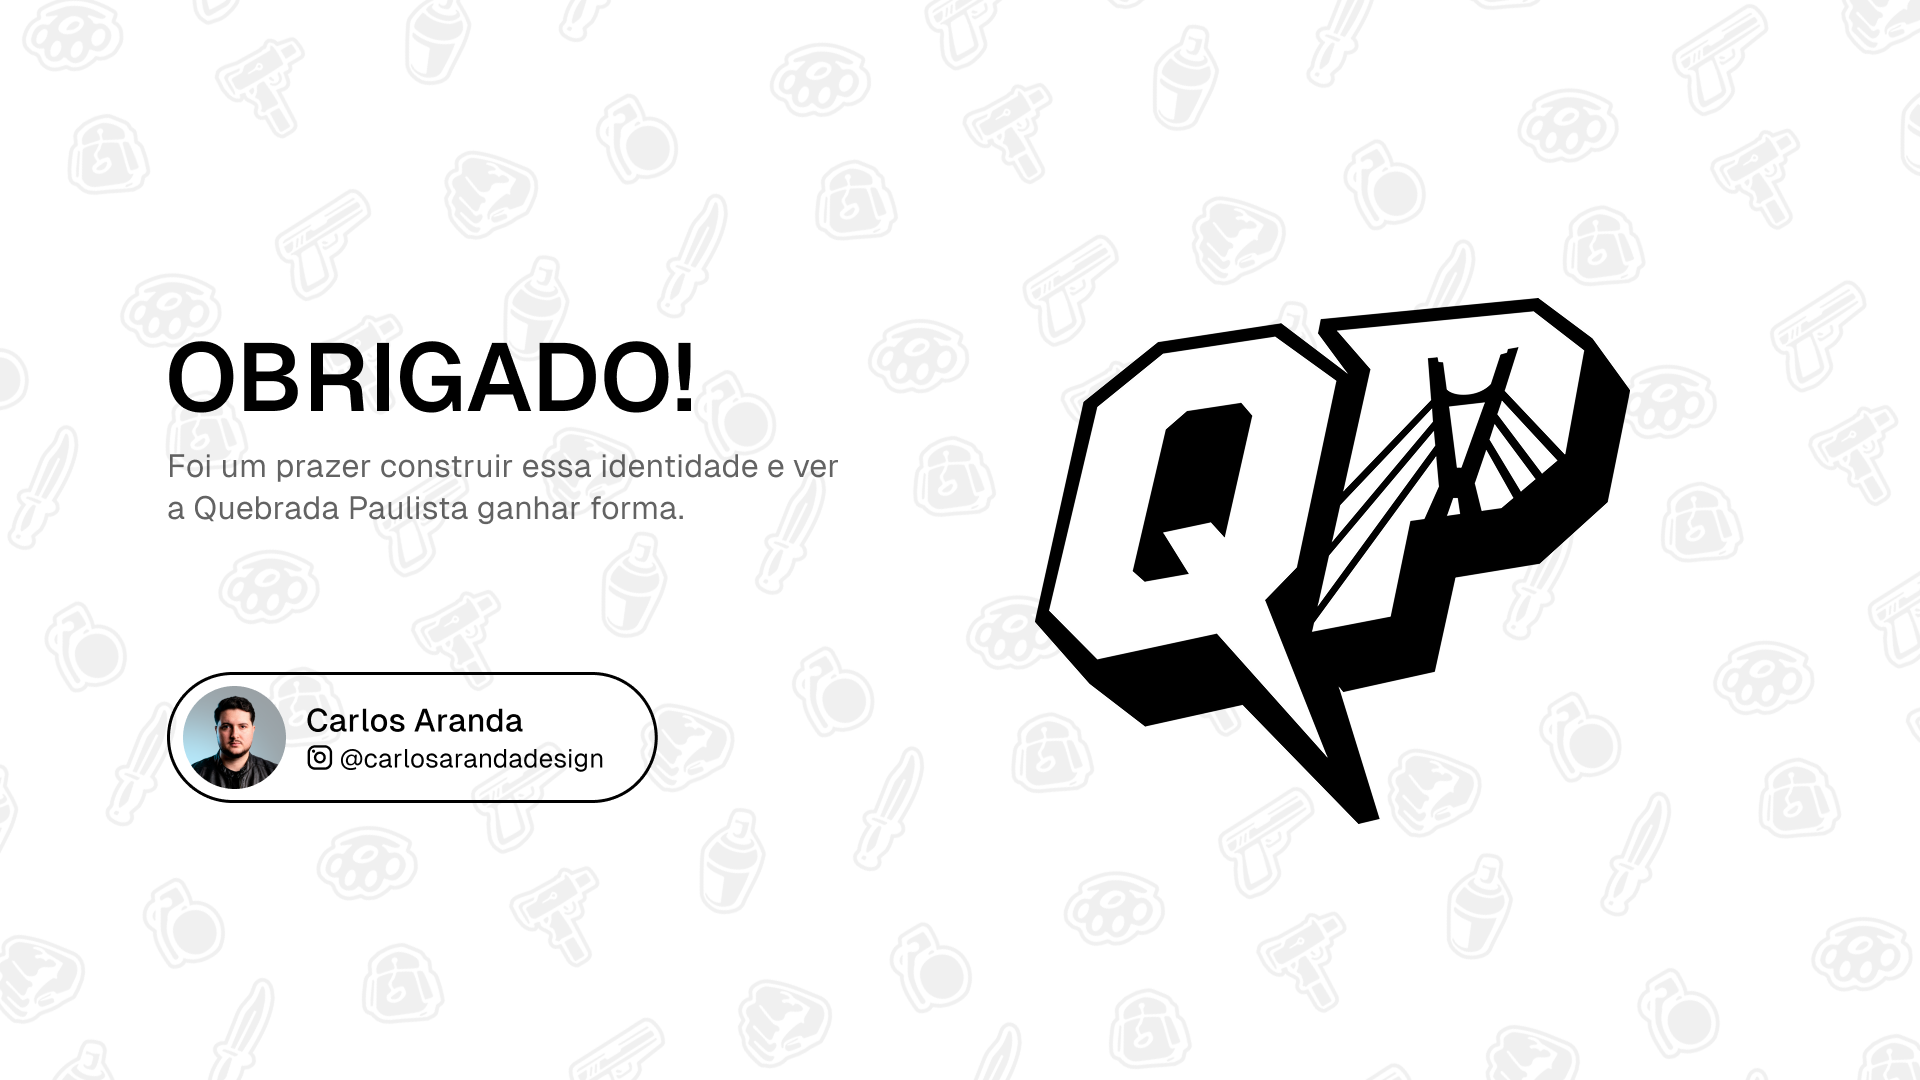 OBRIGADO!
Foi um prazer construir essa identidade e ver
a Quebrada Paulista ganhar forma.
Carlos Aranda
@carlosarandadesign
QP